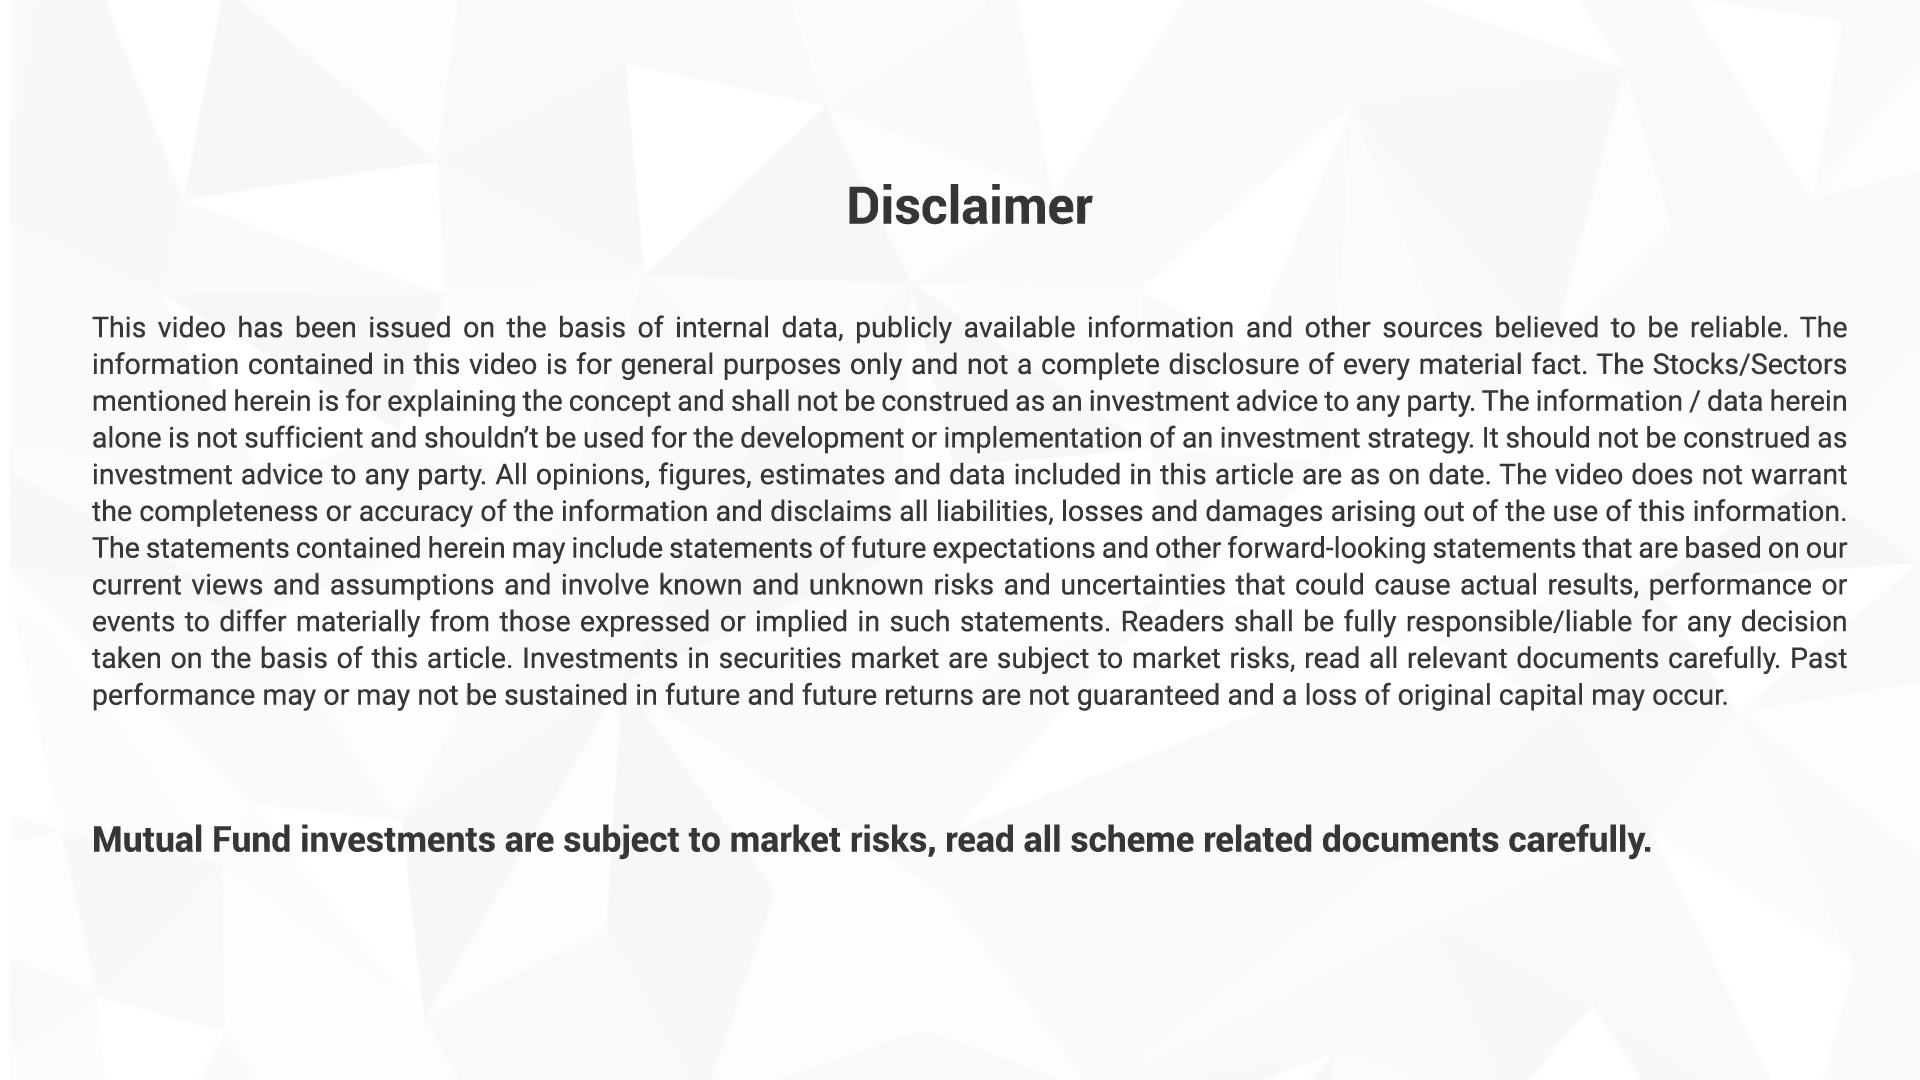 Disclaimer
This video has been issued on the basis of internal data, publicly available information and other sources believed to be reliable. The
information contained in this video is for general purposes only and not a complete disclosure of every material fact. The Stocks/Sectors
mentioned herein is for explaining the concept and shall not be construed as an investment advice to any party. The information / data herein
alone is not sufficient and shouldn’t be used for the development or implementation of an investment strategy. It should not be construed as
investment advice to any party. All opinions, figures, estimates and data included in this article are as on date. The video does not warrant
the completeness or accuracy of the information and disclaims all liabilities, losses and damages arising out of the use of this information.
The statements contained herein may include statements of future expectations and other forward-looking statements that are based on our
current views and assumptions and involve known and unknown risks and uncertainties that could cause actual results, performance or
events to differ materially from those expressed or implied in such statements. Readers shall be fully responsible/liable for any decision
taken on the basis of this article. Investments in securities market are subject to market risks, read all relevant documents carefully. Past
performance may or may not be sustained in future and future returns are not guaranteed and a loss of original capital may occur.
Mutual Fund investments are subject to market risks, read all scheme related documents carefully.